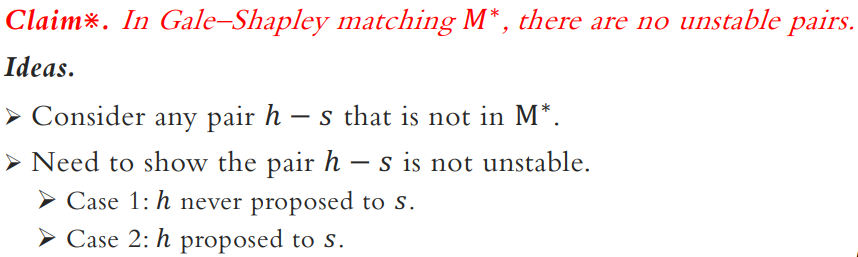 Claim※. In Gale–Shapley matching M*, there are no unstable pairs.
Ideas.
➢ Consider any pair h – s that is not in M*.
➢ Need to show the pair h – s is not unstable.
➢ Case 1: h never proposed to s.
➢ Case 2: h proposed to s.